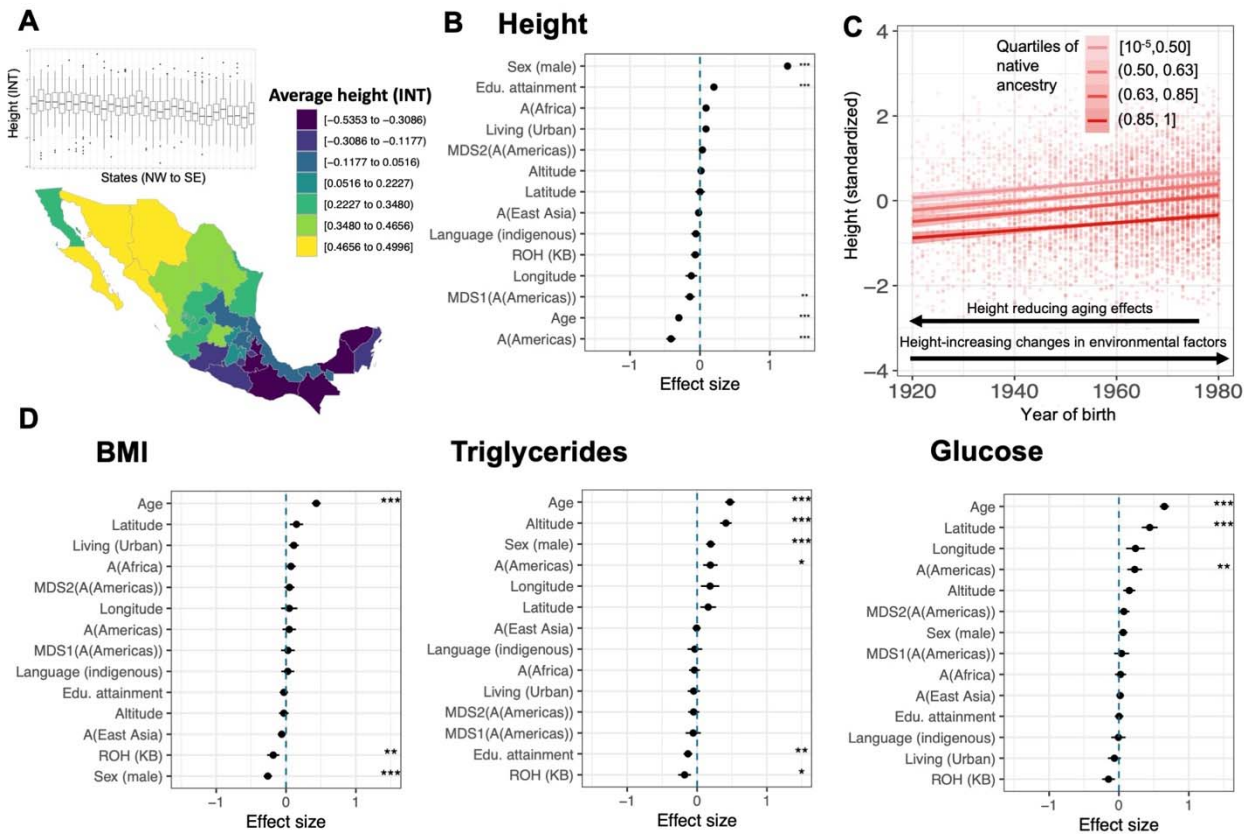 A
Height (INT)
States (NW to SE)
Average height (INT)
[−0.5353 to −0.3086]
[−0.3086 to −0.1177]
[−0.1177 to 0.0516]
[0.0516 to 0.2227]
[0.2227 to 0.3480]
[0.3480 to 0.4656]
[0.4656 to 0.4996]
B Height
Sex (male) ***
Edu. attainment ***
A(Africa)
Living (Urban)
MDS2(A(Americas))
Altitude
Latitude
A(East Asia)
Language (indigenous)
ROH (KB)
Longitude
MDS1(A(Americas)) **
Age ***
A(Americas) ***
−1 0 1
Effect size
C
Height (standardized)
4
2
0
−2
−4
Quartiles of
native
ancestry
[10⁻⁵,0.50]
(0.50, 0.63]
(0.63, 0.85]
(0.85, 1]
Height reducing aging effects
Height-increasing changes in environmental factors
1920 1940 1960 1980
Year of birth
D
BMI
Age ***
Latitude
Living (Urban)
A(Africa)
MDS2(A(Americas))
Longitude
A(Americas)
MDS1(A(Americas))
Language (indigenous)
Edu. attainment
Altitude
A(East Asia)
ROH (KB) **
Sex (male) ***
−1 0 1
Effect size
Triglycerides
Age ***
Altitude ***
Sex (male) ***
A(Americas) *
Longitude
Latitude
A(East Asia)
Language (indigenous)
A(Africa)
Living (Urban)
MDS2(A(Americas))
MDS1(A(Americas))
Edu. attainment **
ROH (KB) *
−1 0 1
Effect size
Glucose
Age ***
Latitude ***
Longitude
A(Americas) **
Altitude
MDS2(A(Americas))
Sex (male)
MDS1(A(Americas))
A(Africa)
A(East Asia)
Edu. attainment
Language (indigenous)
Living (Urban)
ROH (KB)
−1 0 1
Effect size